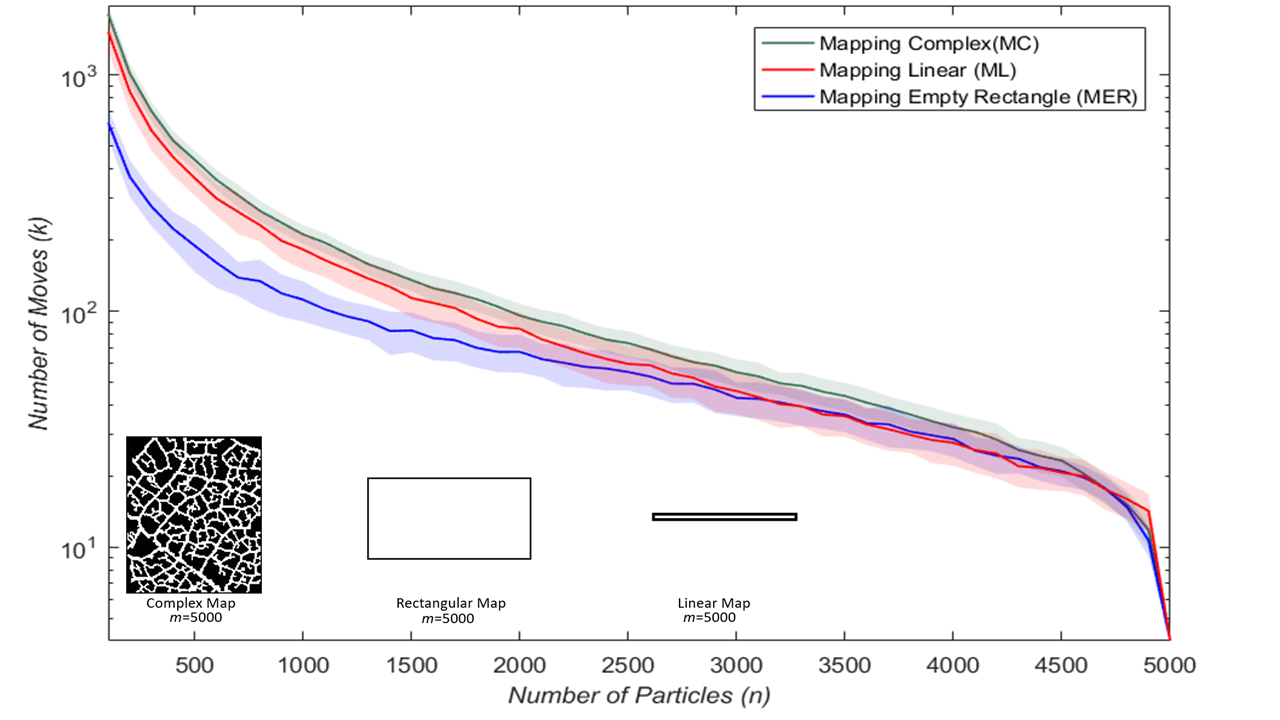 Mapping Complex(MC)
Mapping Linear (ML)
Mapping Empty Rectangle (MER)
10³
10²
10¹
Number of Moves (k)
Complex Map
m=5000
Rectangular Map
m=5000
Linear Map
m=5000
500 1000 1500 2000 2500 3000 3500 4000 4500 5000
Number of Particles (n)